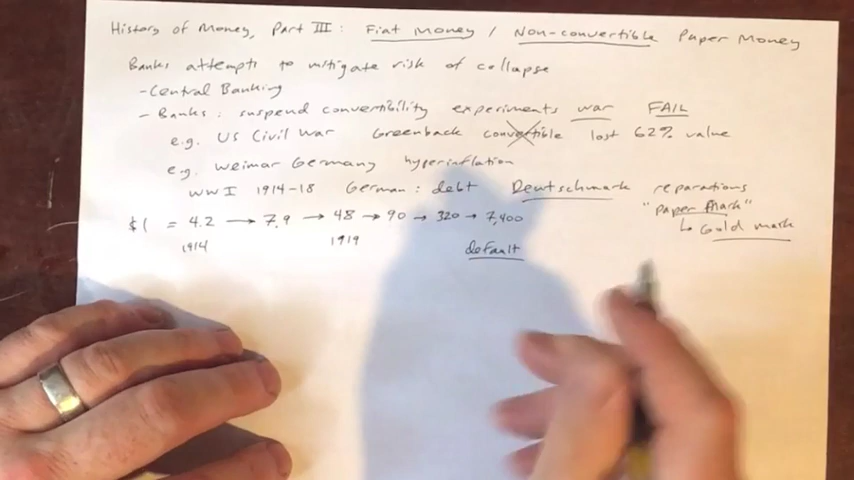 History of Money, Part III: Fiat Money / Non-convertible Paper Money
Banks attempts to mitigate risk of collapse
- Central Banking
- Banks: suspend convertibility experiments war FAIL
e.g. US Civil War Greenback convertible lost 62% value
e.g. Weimar Germany hyperinflation
WWI 1914-18 German: debt Deutschmark reparations
"paper Mark"
$1 = 4.2 → 7.9 → 48 → 90 → 320 → 7,400
↳ Gold mark
1914 1919 default